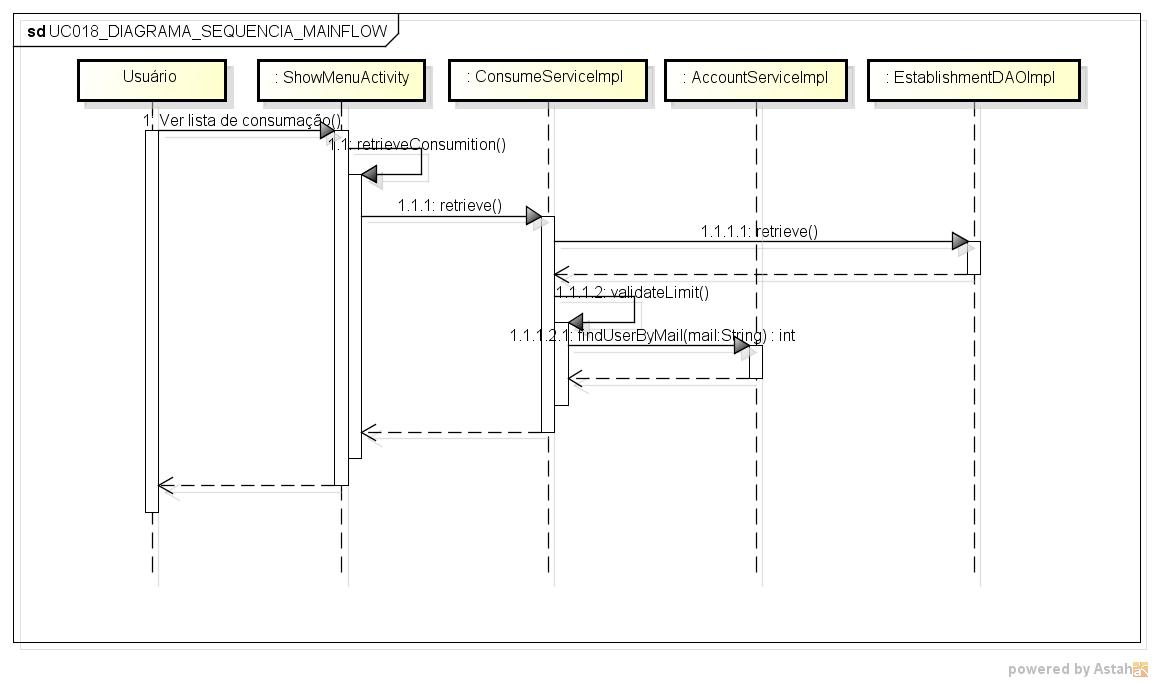 sd UC018_DIAGRAMA_SEQUENCIA_MAINFLOW
Usuário
: ShowMenuActivity
: ConsumeServiceImpl
: AccountServiceImpl
: EstablishmentDAOImpl
1: Ver lista de consumação()
1.1: retrieveConsumition()
1.1.1: retrieve()
1.1.1.1: retrieve()
1.1.1.2: validateLimit()
1.1.1.2.1: findUserByMail(mail:String) : int
powered by Astah